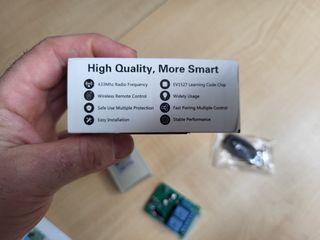 High Quality, More Smart
433Mhz Radio Frequency
EV1527 Learning Code Chip
Wireless Remote Control
Widely Usage
Safe Use Multiple Protection
Fast Pairing Multiple Control
Easy Installation
Stable Performance